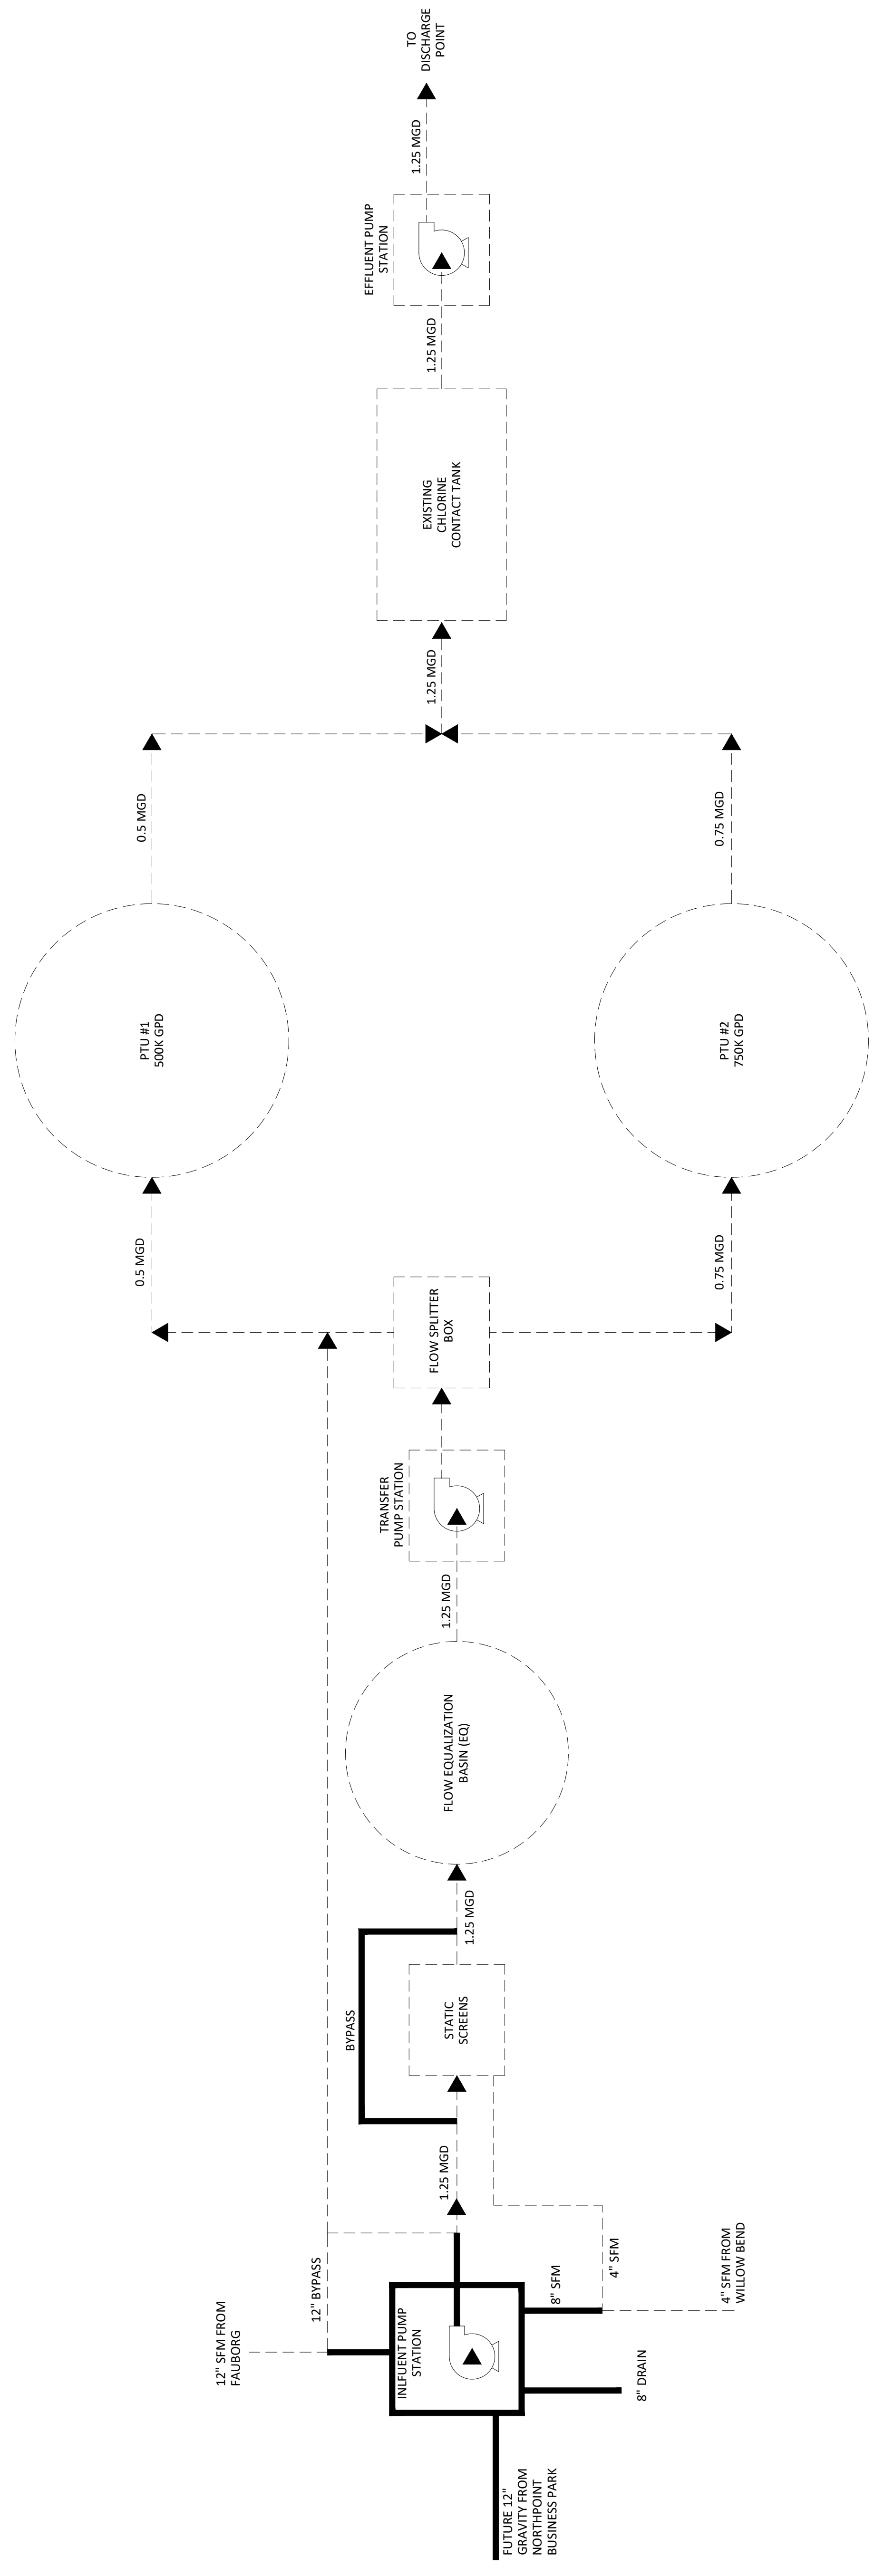 FUTURE 12"
GRAVITY FROM
NORTHPOINT
BUSINESS PARK
12" SFM FROM
FAUBORG
12" BYPASS
INLFUENT PUMP
STATION
8" DRAIN
8" SFM
4" SFM
4" SFM FROM
WILLOW BEND
1.25 MGD
BYPASS
STATIC
SCREENS
1.25 MGD
FLOW EQUALIZATION
BASIN (EQ)
1.25 MGD
TRANSFER
PUMP STATION
FLOW SPLITTER
BOX
0.5 MGD
0.75 MGD
PTU #1
500K GPD
PTU #2
750K GPD
0.5 MGD
0.75 MGD
1.25 MGD
EXISTING
CHLORINE
CONTACT TANK
1.25 MGD
EFFLUENT PUMP
STATION
1.25 MGD
TO
DISCHARGE
POINT